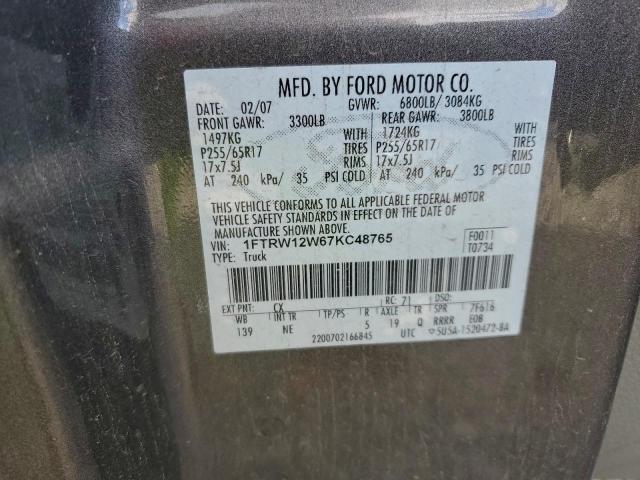 MFD. BY FORD MOTOR CO.
DATE: 02/07 GVWR: 6800LB/ 3084KG
FRONT GAWR: 3300LB REAR GAWR: 3800LB
1497KG WITH 1724KG WITH
P255/65R17 TIRES P255/65R17 TIRES
17x7.5J RIMS 17x7.5J RIMS
AT 240 kPa/ 35 PSI COLD AT 240 kPa/ 35 PSI COLD
THIS VEHICLE CONFORMS TO ALL APPLICABLE FEDERAL MOTOR
VEHICLE SAFETY STANDARDS IN EFFECT ON THE DATE OF
MANUFACTURE SHOWN ABOVE.
VIN: 1FTRW12W67KC48765 F0011
TYPE: Truck T0734
EXT PNT: CX RC: 71 DSO:
WB INT TR TP/PS R AXLE TR SPR 7F616
139 NE 5 19 Q RRRR EOB
2200702166845 UTC 5U5A-1520472-BA